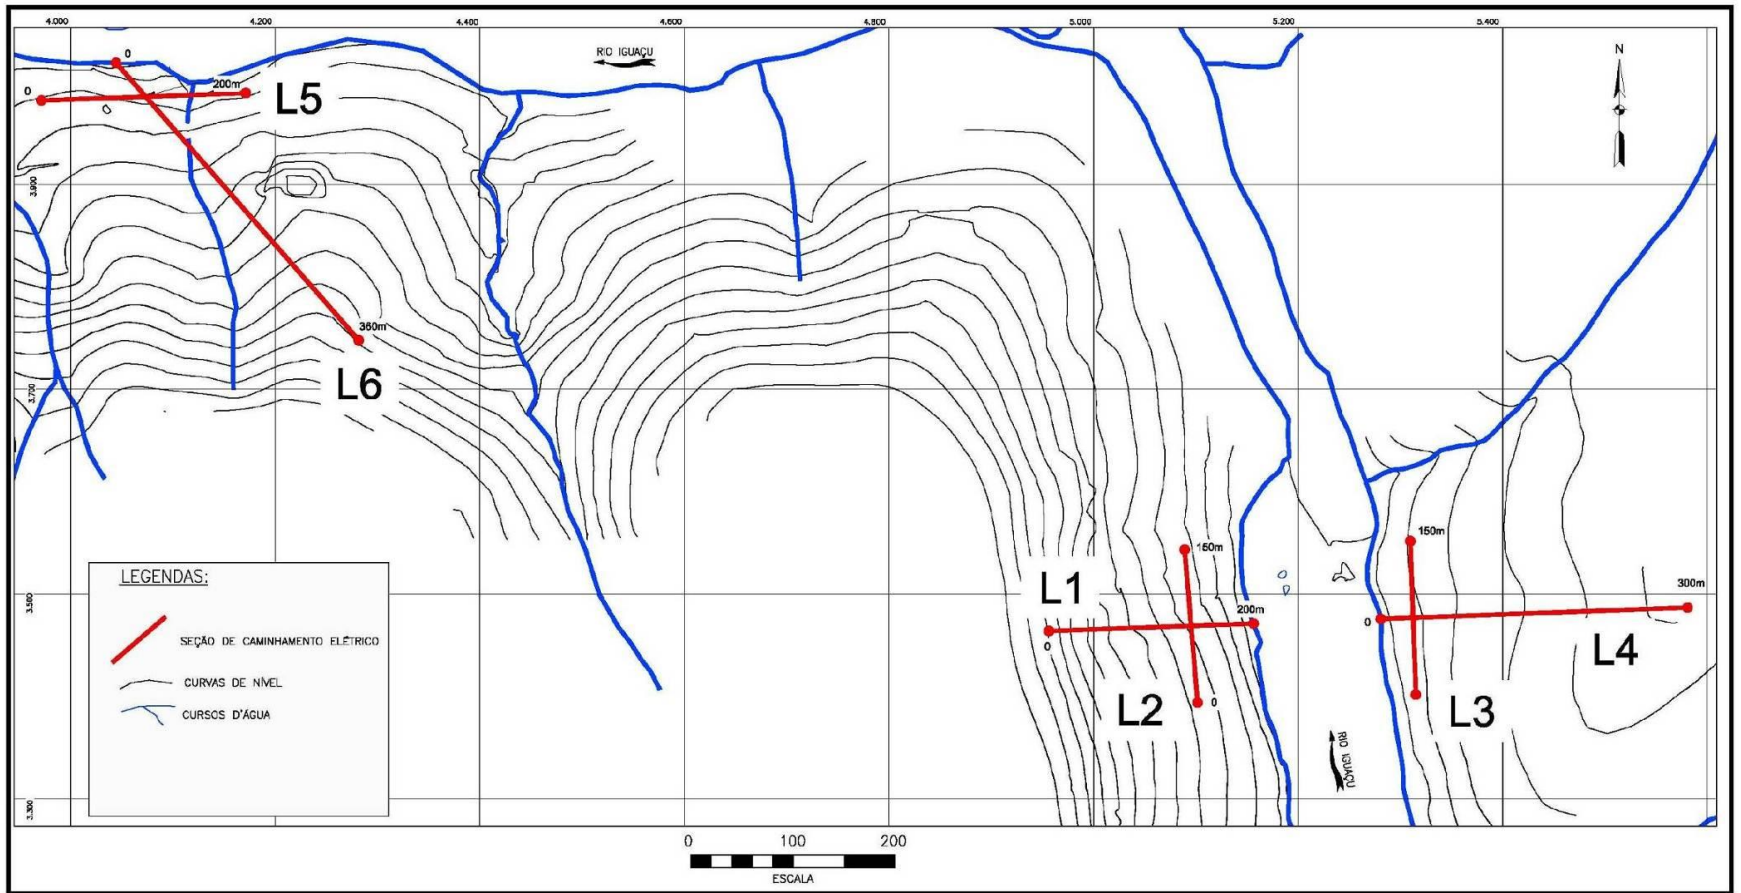 4.000 4.200 4.400 4.600 4.800 5.000 5.200 5.400
0
RIO IGUAÇU
N
0
200m
L5
3.900
360m
L6
3.700
150m
150m
LEGENDAS:
L1
300m
3.500
200m
0
SEÇÃO DE CAMINHAMENTO ELÉTRICO
0
L4
CURVAS DE NÍVEL
L2
0
L3
CURSOS D'ÁGUA
RIO IGUAÇU
3.300
0 100 200
ESCALA